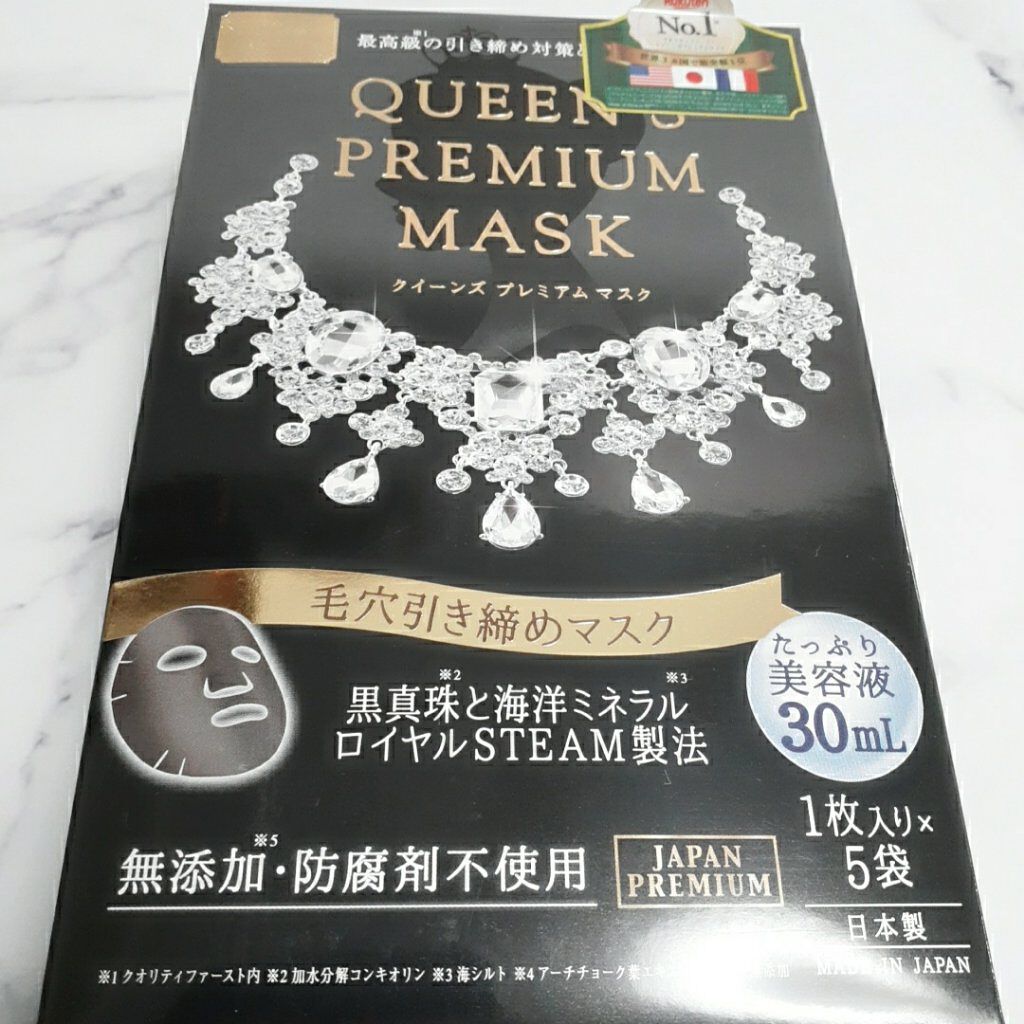 Rakuten
No.1
※1
最高級の引き締め対策
QUEEN'S
PREMIUM
MASK
クイーンズ プレミアム マスク
毛穴引き締めマスク
※2 ※3
黒真珠と海洋ミネラル
ロイヤルSTEAM製法
たっぷり
美容液
30mL
※5
無添加・防腐剤不使用
JAPAN
PREMIUM
1枚入り×
5袋
日本製
MADE IN JAPAN
※1 クオリティファースト内 ※2 加水分解コンキオリン ※3 海シルト ※4 アーチチョーク葉エキ